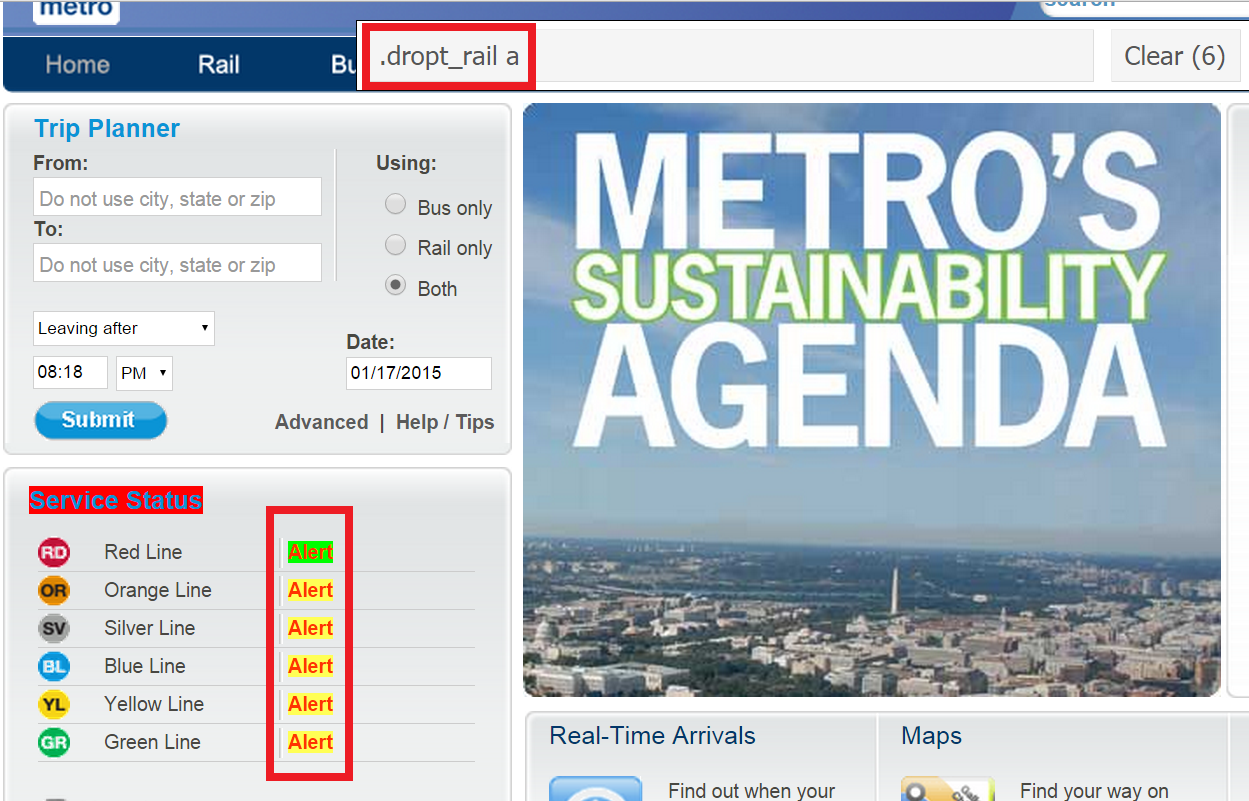 metro
search
.dropt_rail a
Clear (6)
Home
Rail
Trip Planner
From:
Using:
Do not use city, state or zip
Bus only
To:
Rail only
Do not use city, state or zip
Both
Leaving after
Date:
08:18
PM
01/17/2015
Submit
Advanced | Help / Tips
METRO'S
SUSTAINABILITY
AGENDA
Service Status
RD Red Line Alert
OR Orange Line Alert
SV Silver Line Alert
BL Blue Line Alert
YL Yellow Line Alert
GR Green Line Alert
Real-Time Arrivals
Maps
Find out when your
Find your way on